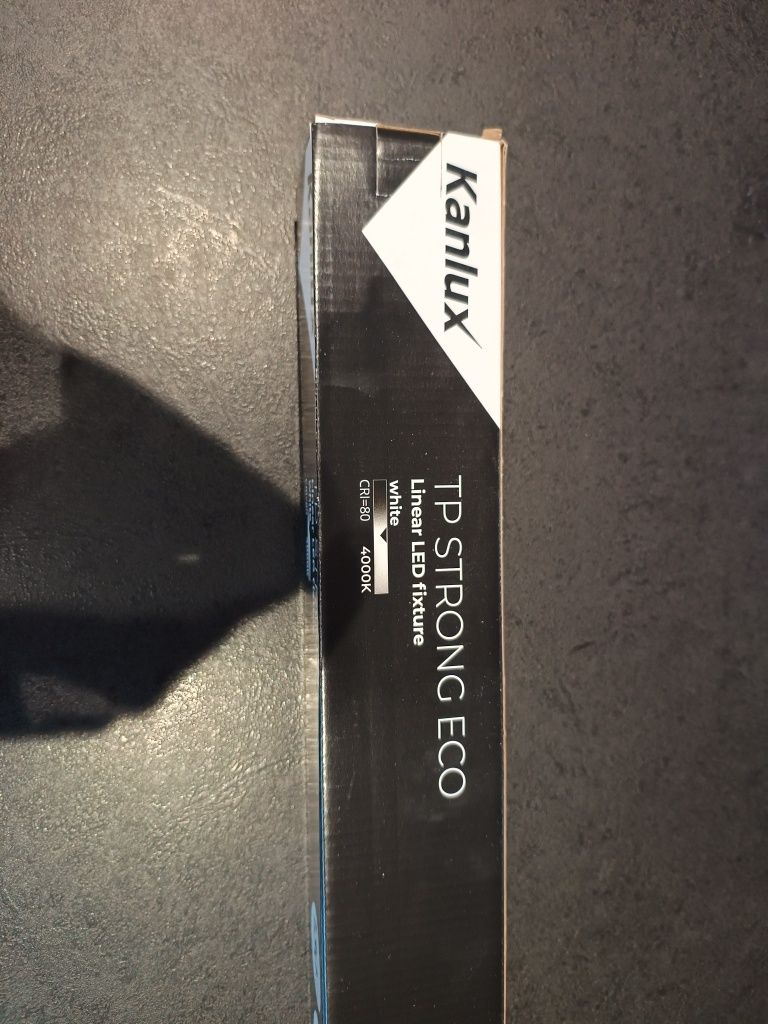 Kanlux
TP STRONG ECO
Linear LED fixture
white
CRI=80 4000K